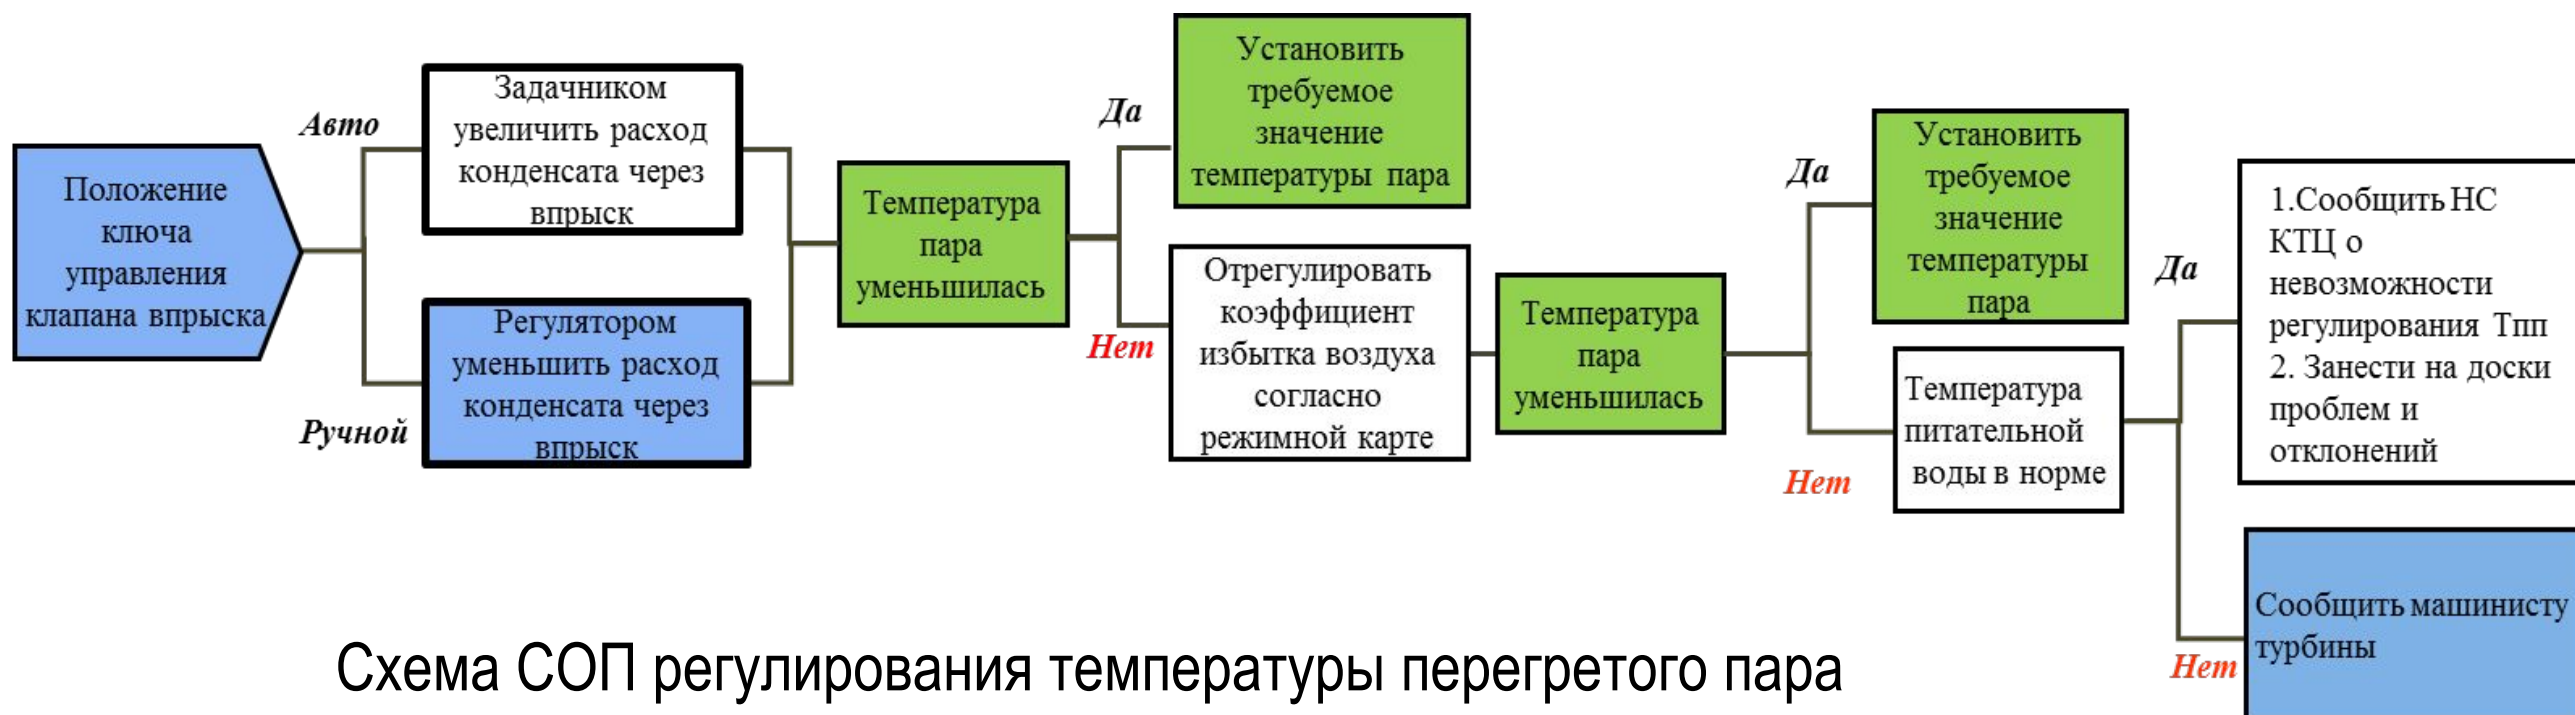 Положение
ключа
управления
клапана впрыска
Авто
Задачником
увеличить расход
конденсата через
впрыск
Ручной
Регулятором
уменьшить расход
конденсата через
впрыск
Температура
пара
уменьшилась
Да
Установить
требуемое
значение
температуры пара
Нет
Отрегулировать
коэффициент
избытка воздуха
согласно
режимной карте
Температура
пара
уменьшилась
Да
Установить
требуемое
значение
температуры
пара
Нет
Температура
питательной
воды в норме
Да
1.Сообщить НС
КТЦ о
невозможности
регулирования Тпп
2. Занести на доски
проблем и
отклонений
Нет
Сообщить машинисту
турбины
Схема СОП регулирования температуры перегретого пара